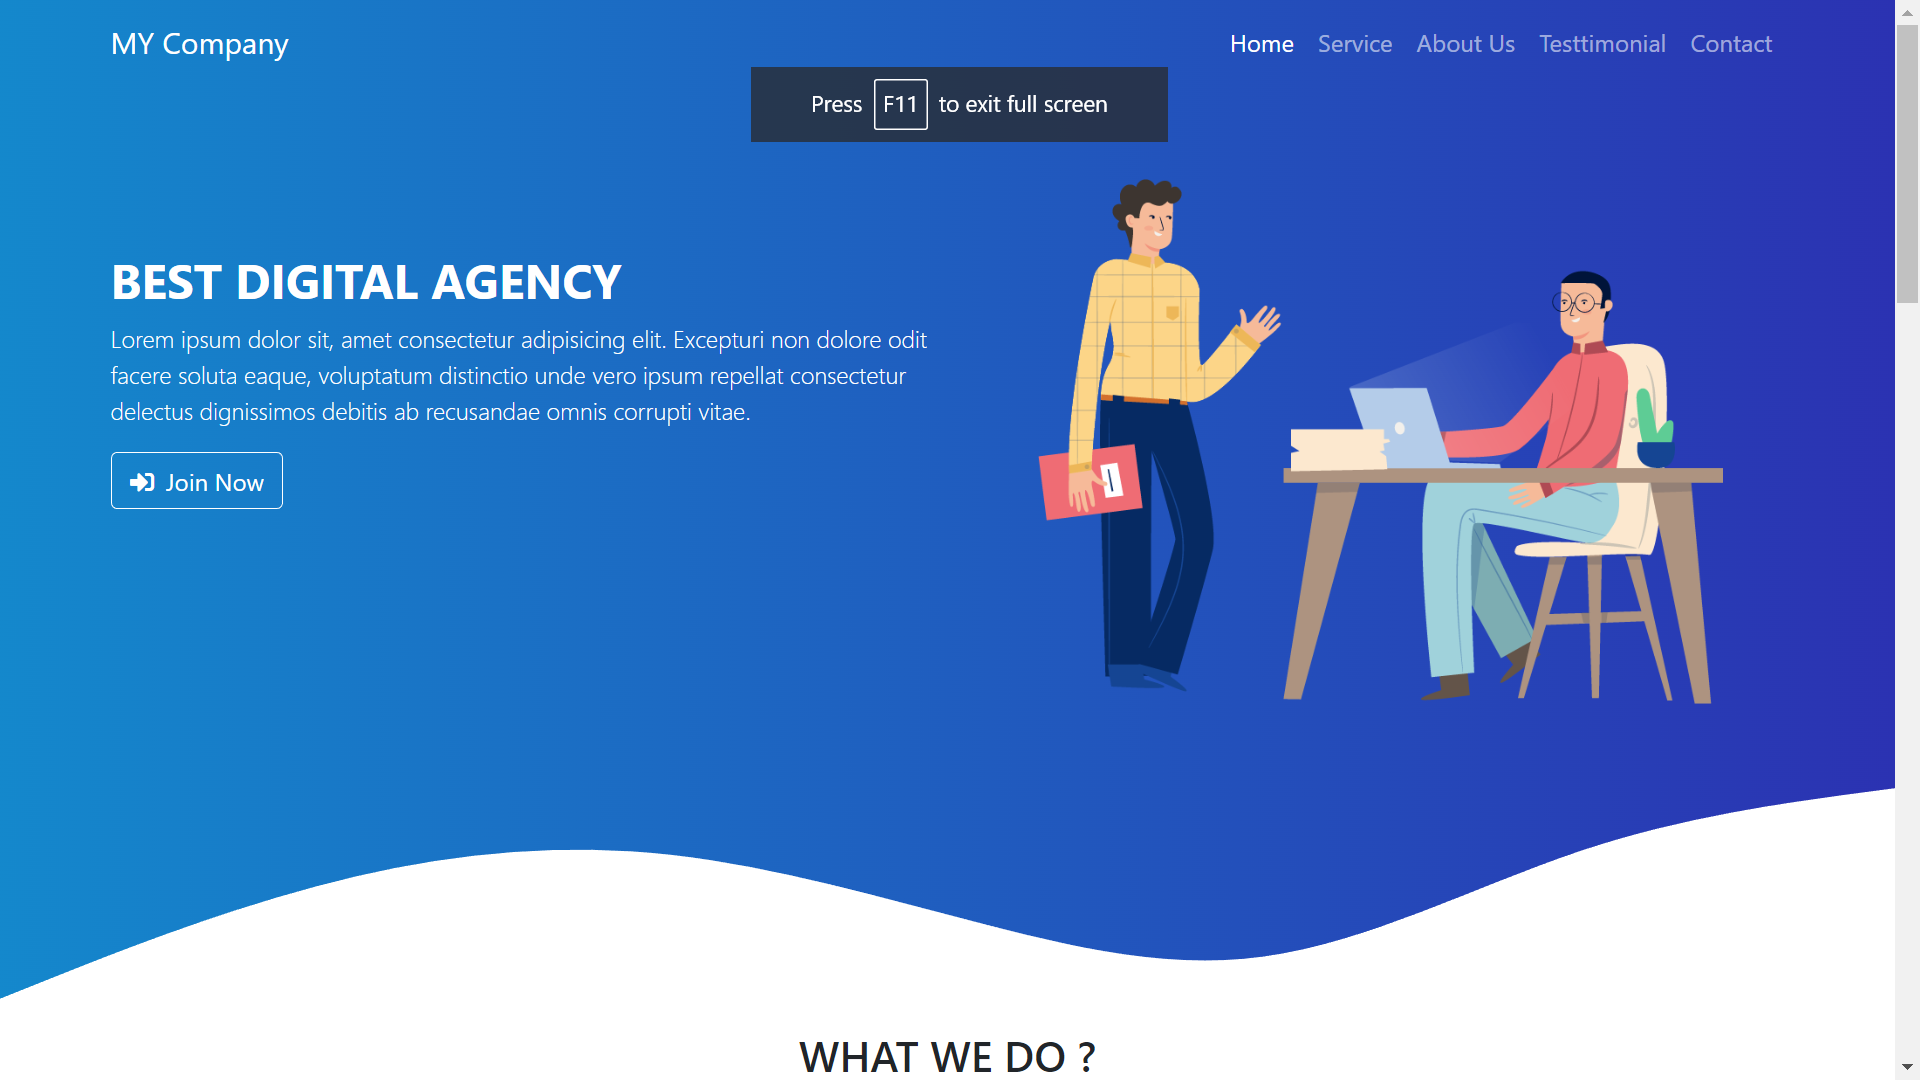 MY Company
Home Service About Us Testtimonial Contact
Press F11 to exit full screen
BEST DIGITAL AGENCY
Lorem ipsum dolor sit, amet consectetur adipisicing elit. Excepturi non dolore odit
facere soluta eaque, voluptatum distinctio unde vero ipsum repellat consectetur
delectus dignissimos debitis ab recusandae omnis corrupti vitae.
Join Now
WHAT WE DO ?